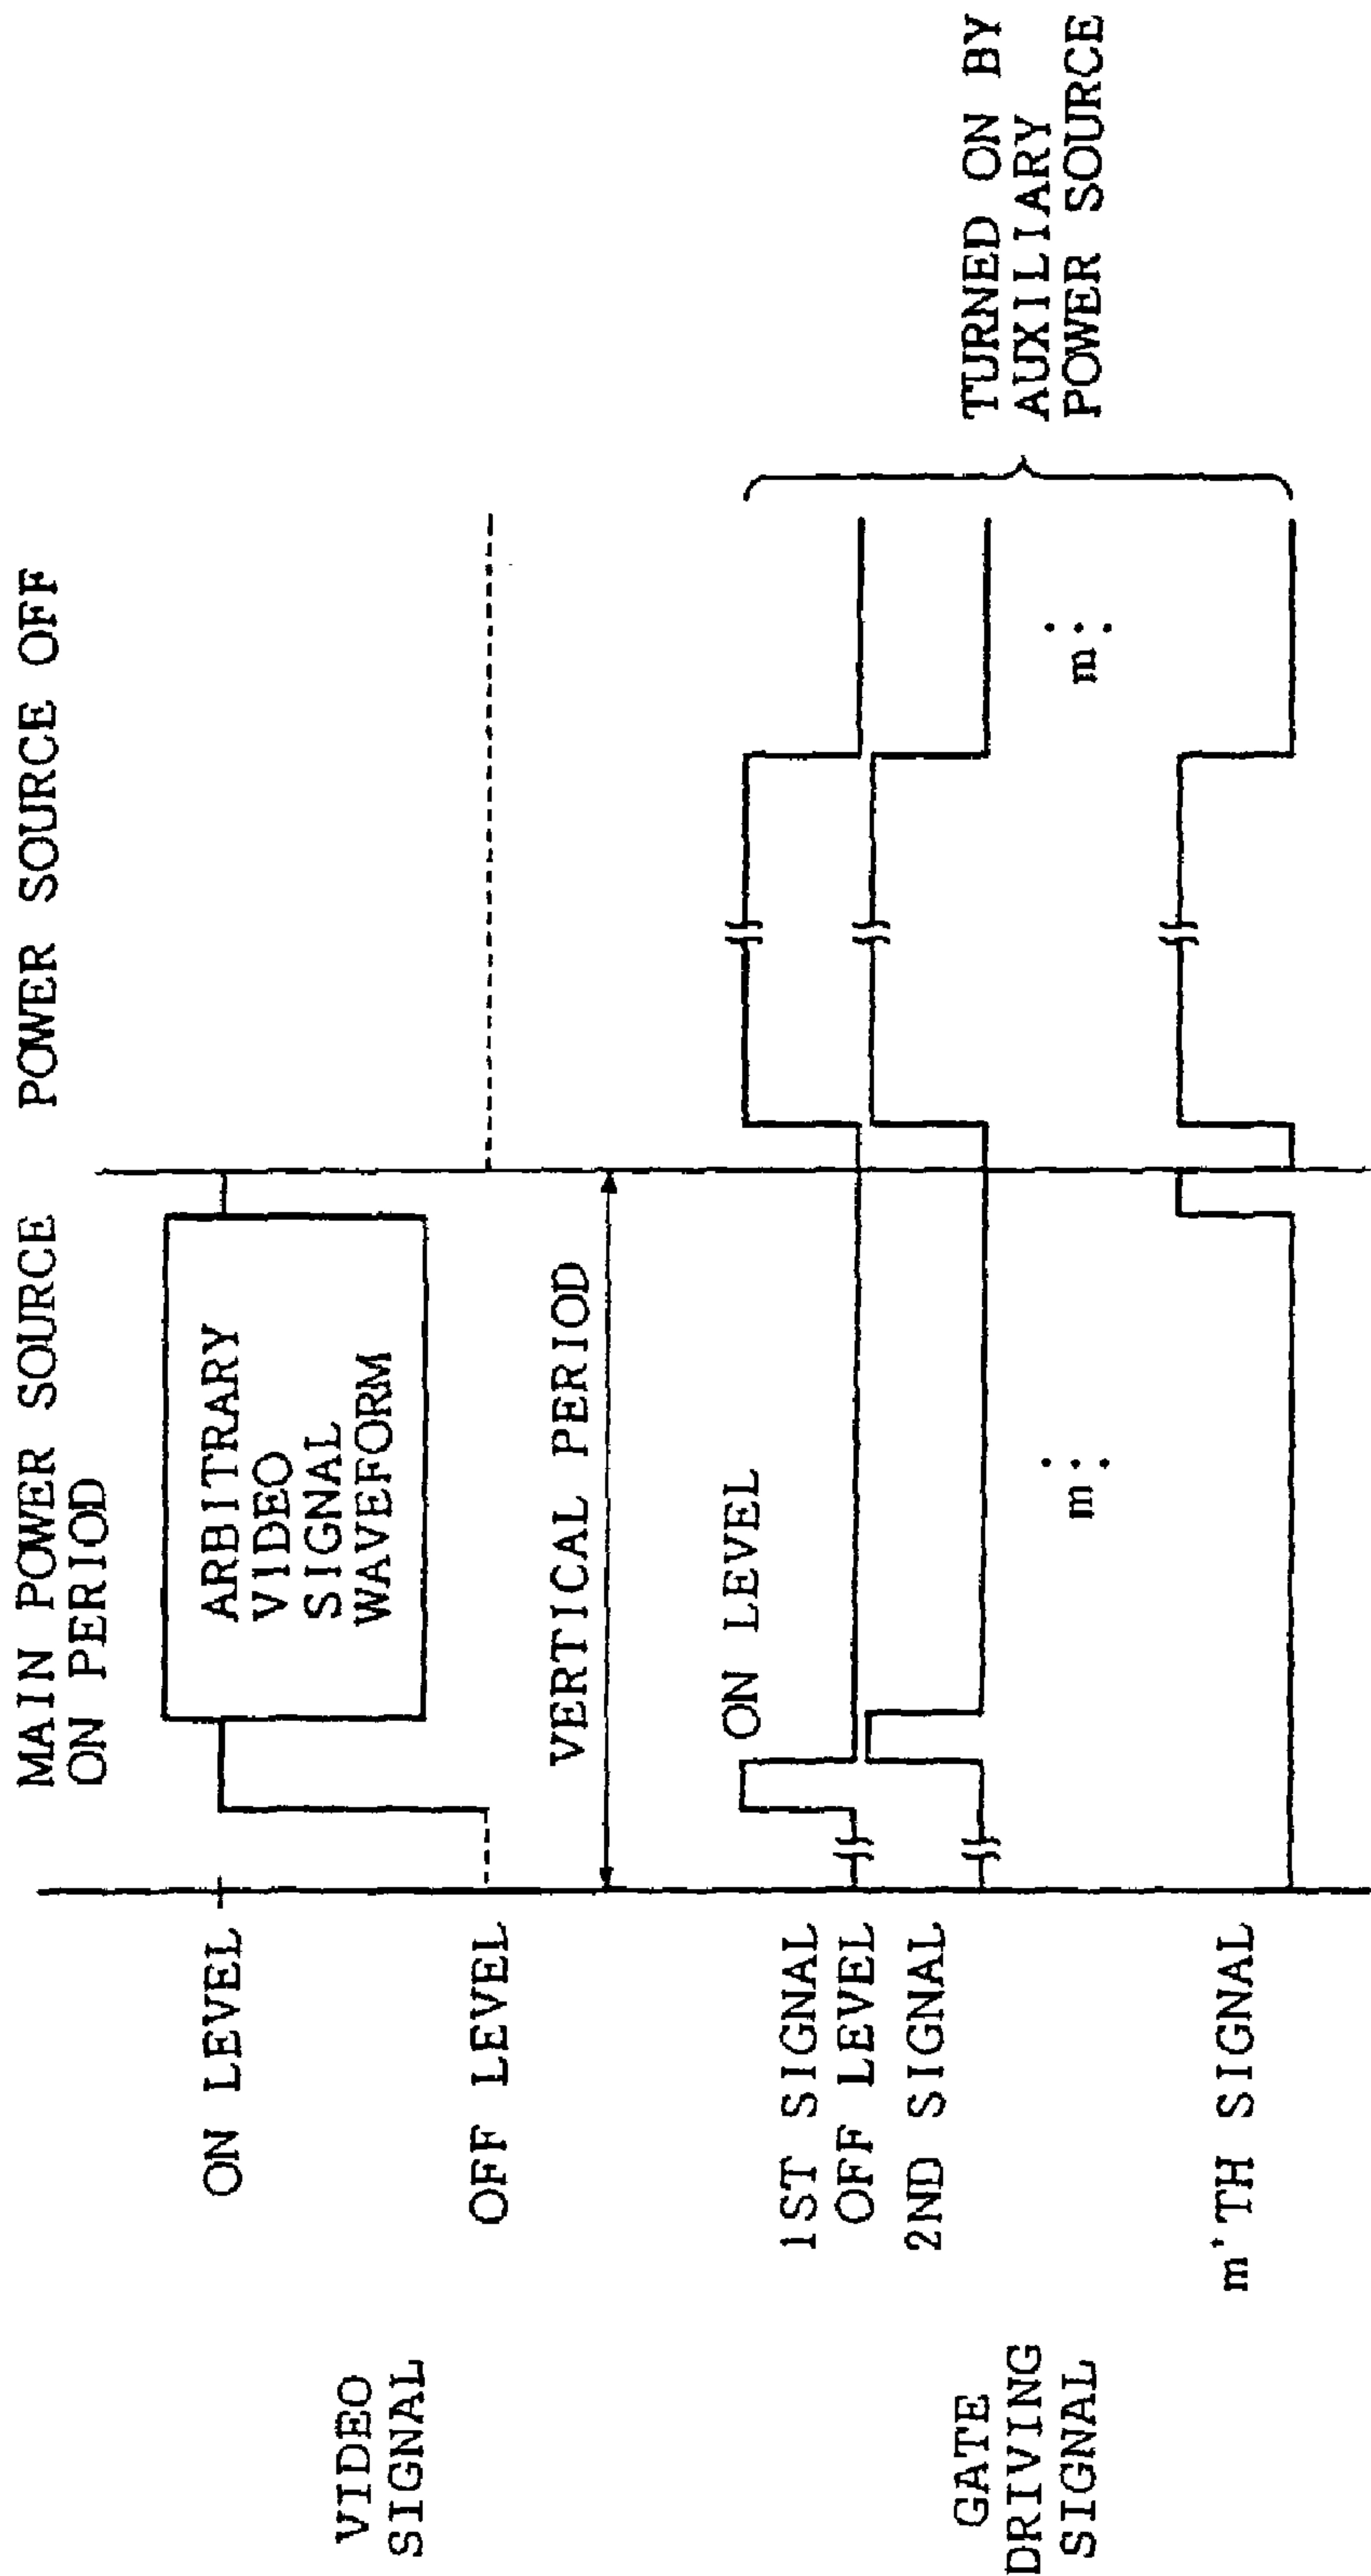 MAIN POWER SOURCE
ON PERIOD
POWER SOURCE OFF
VIDEO
SIGNAL
ON LEVEL
OFF LEVEL
ARBITRARY
VIDEO
SIGNAL
WAVEFORM
VERTICAL PERIOD
GATE
DRIVING
SIGNAL
1ST SIGNAL
OFF LEVEL
2ND SIGNAL
m'TH SIGNAL
ON LEVEL
m⋮
m⋮
TURNED ON BY
AUXILIARY
POWER SOURCE